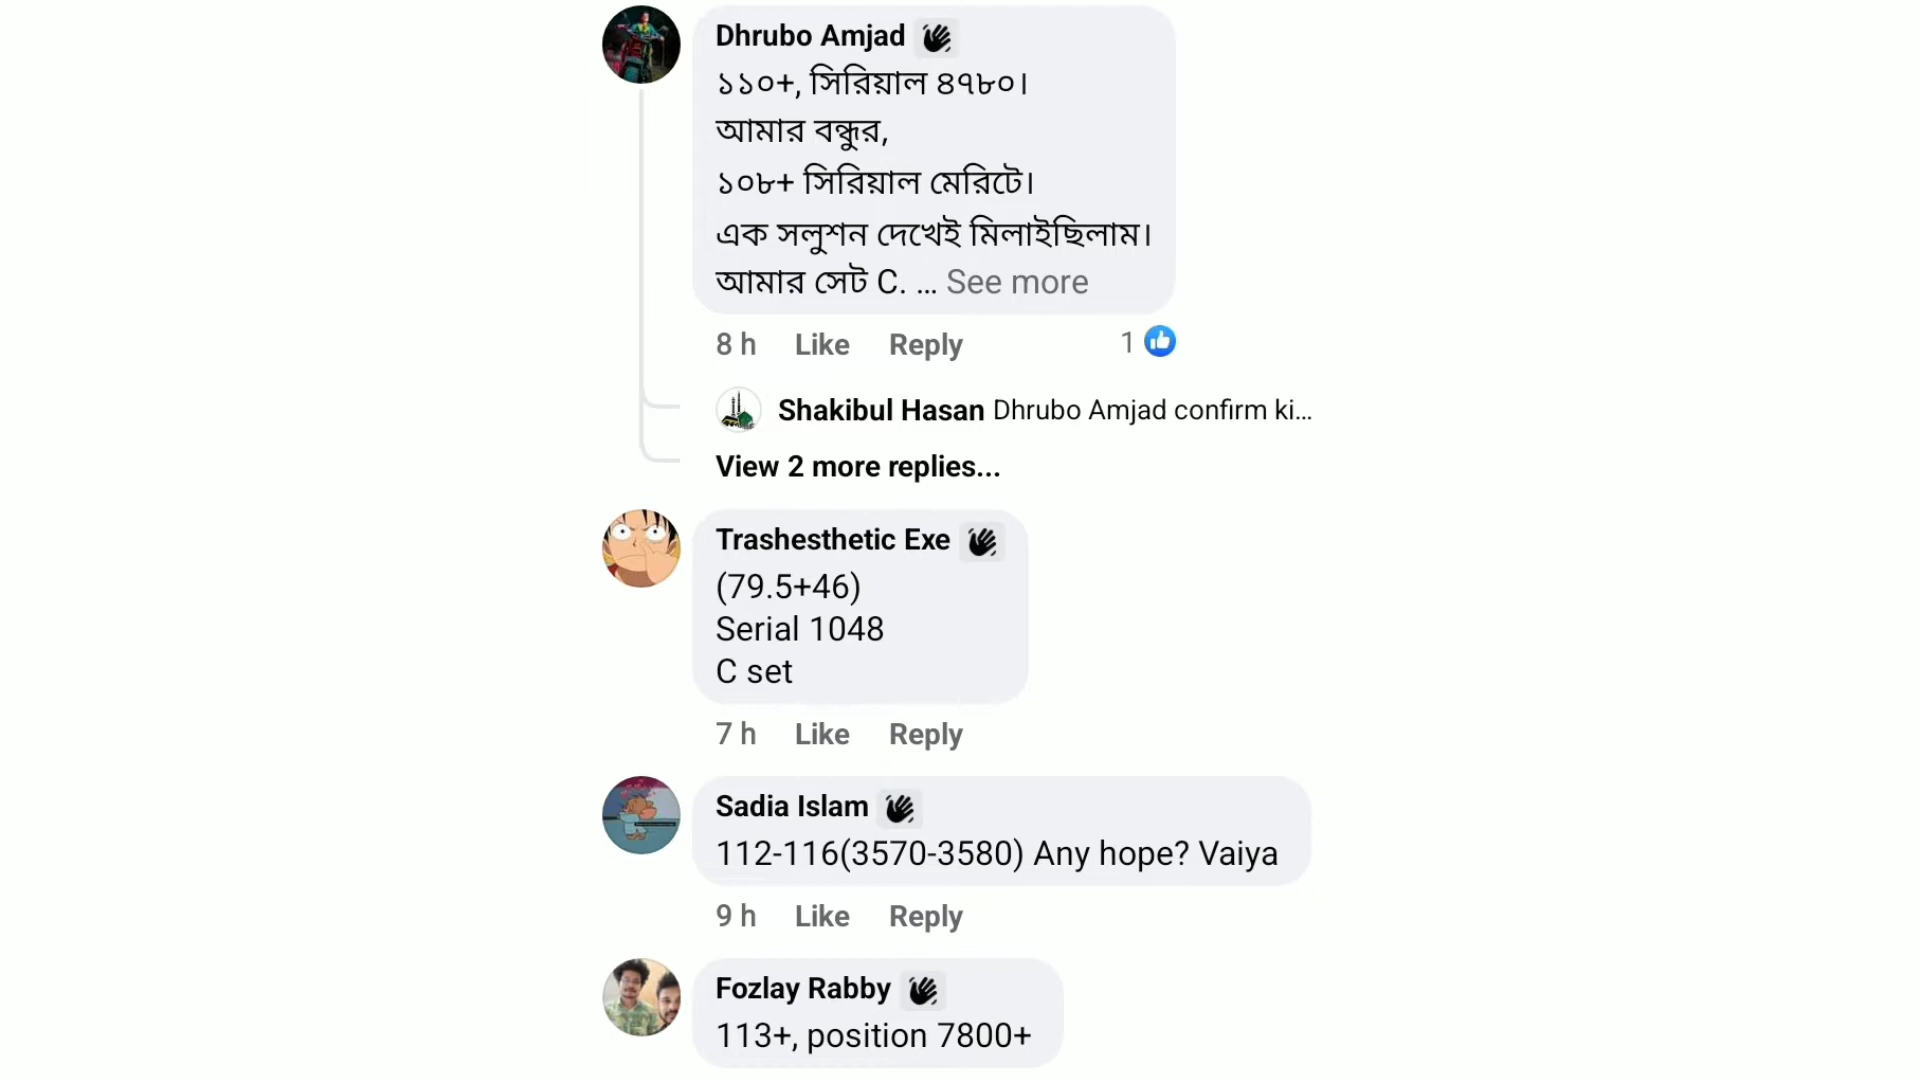 Dhrubo Amjad
১১০+, সিরিয়াল ৪৭৮০।
আমার বন্ধুর,
১০৮+ সিরিয়াল মেরিটে।
এক সলুশন দেখেই মিলাইছিলাম।
আমার সেট C. ... See more
8 h Like Reply 1
Shakibul Hasan Dhrubo Amjad confirm ki...
View 2 more replies...
Trashesthetic Exe
(79.5+46)
Serial 1048
C set
7 h Like Reply
Sadia Islam
112-116(3570-3580) Any hope? Vaiya
9 h Like Reply
Fozlay Rabby
113+, position 7800+